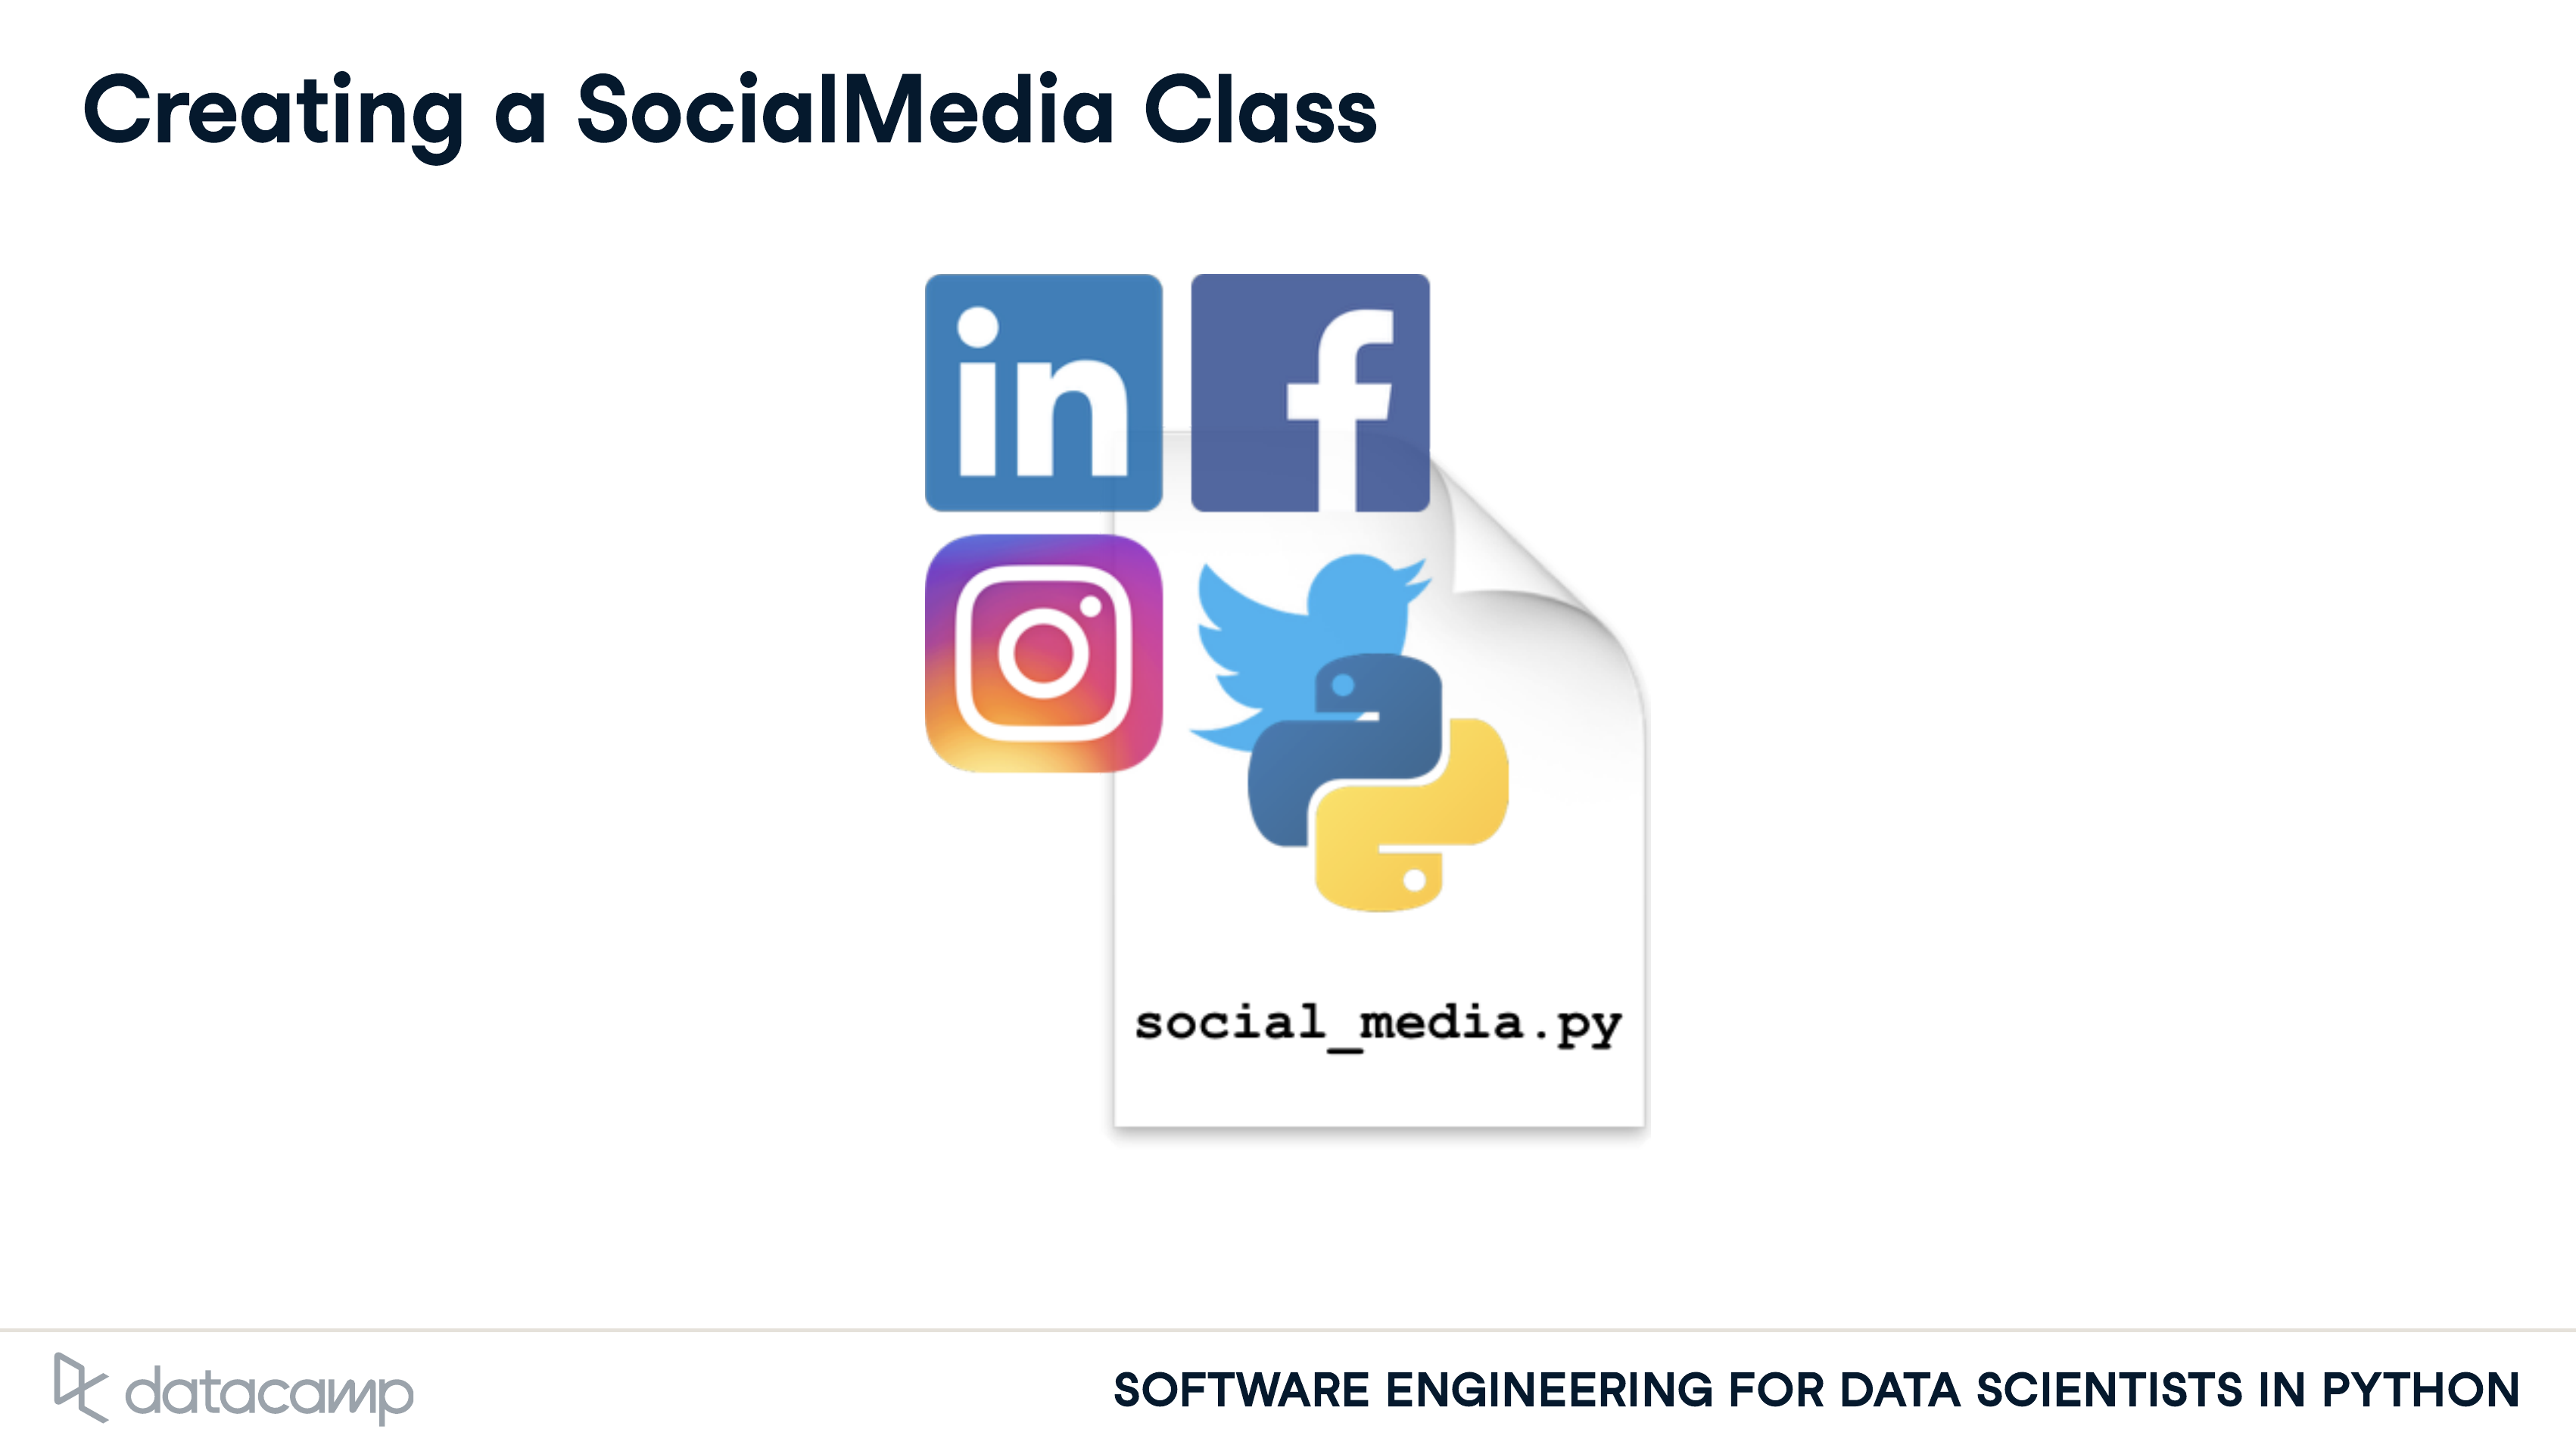 Creating a SocialMedia Class
in
f
social_media.py
datacamp
SOFTWARE ENGINEERING FOR DATA SCIENTISTS IN PYTHON